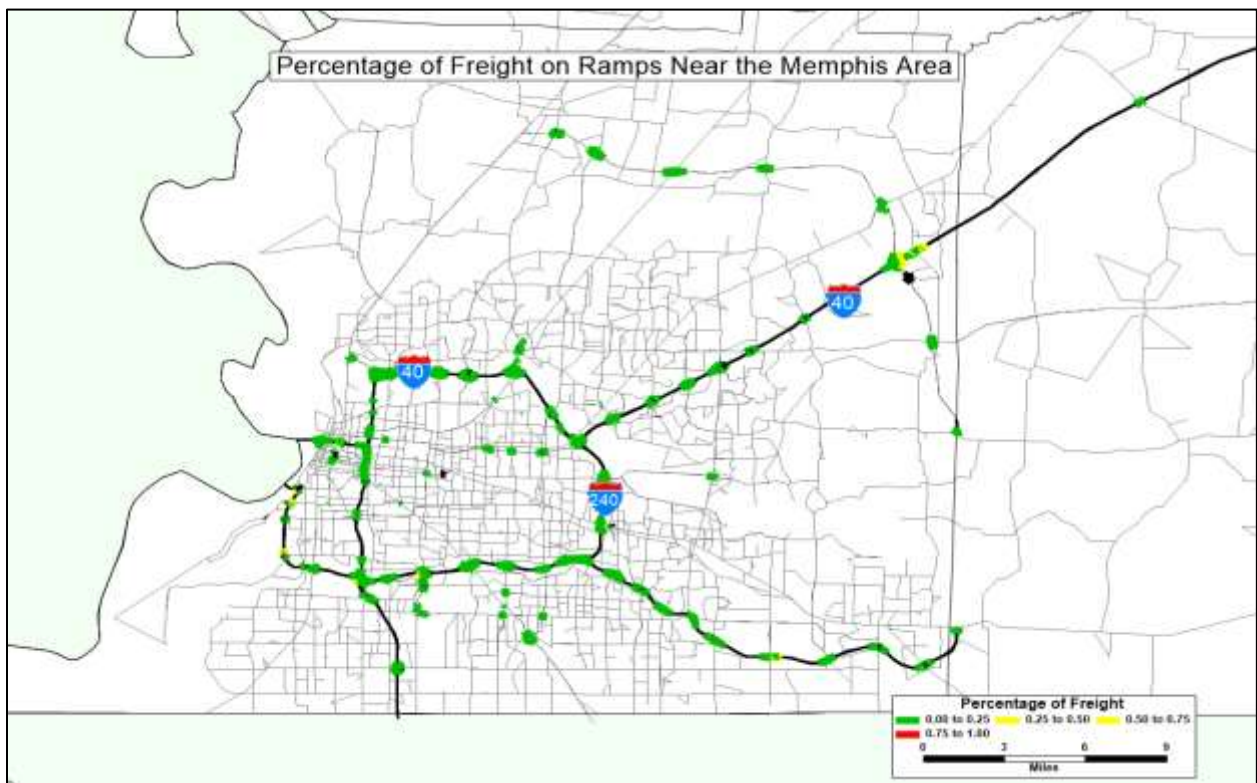 Percentage of Freight on Ramps Near the Memphis Area
40
40
240
Percentage of Freight
0.00 to 0.25 0.25 to 0.50 0.50 to 0.75
0.75 to 1.00
0 3 6 9
Miles